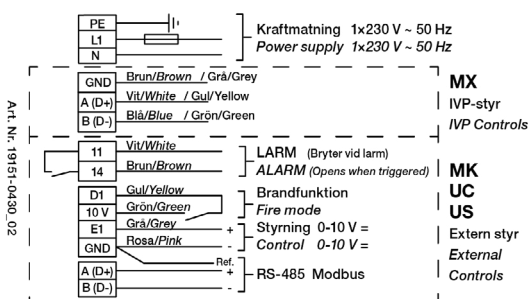 PE
L1
N
Kraftmatning 1x230 V ~ 50 Hz
Power supply 1x230 V ~ 50 Hz
GND Brun/Brown / Grå/Grey
A (D+) Vit/White / Gul/Yellow
B (D-) Blå/Blue / Grön/Green
MX
IVP-styr
IVP Controls
Art. Nr. 19151-0430_02
11 Vit/White
14 Brun/Brown
LARM (Bryter vid larm)
ALARM (Opens when triggered)
D1 Gul/Yellow
10 V Grön/Green
Brandfunktion
Fire mode
E1 Grå/Grey +
GND Rosa/Pink -
Styrning 0-10 V =
Control 0-10 V =
Ref.
A (D+) +
B (D-) -
RS-485 Modbus
MK
UC
US
Extern styr
External
Controls